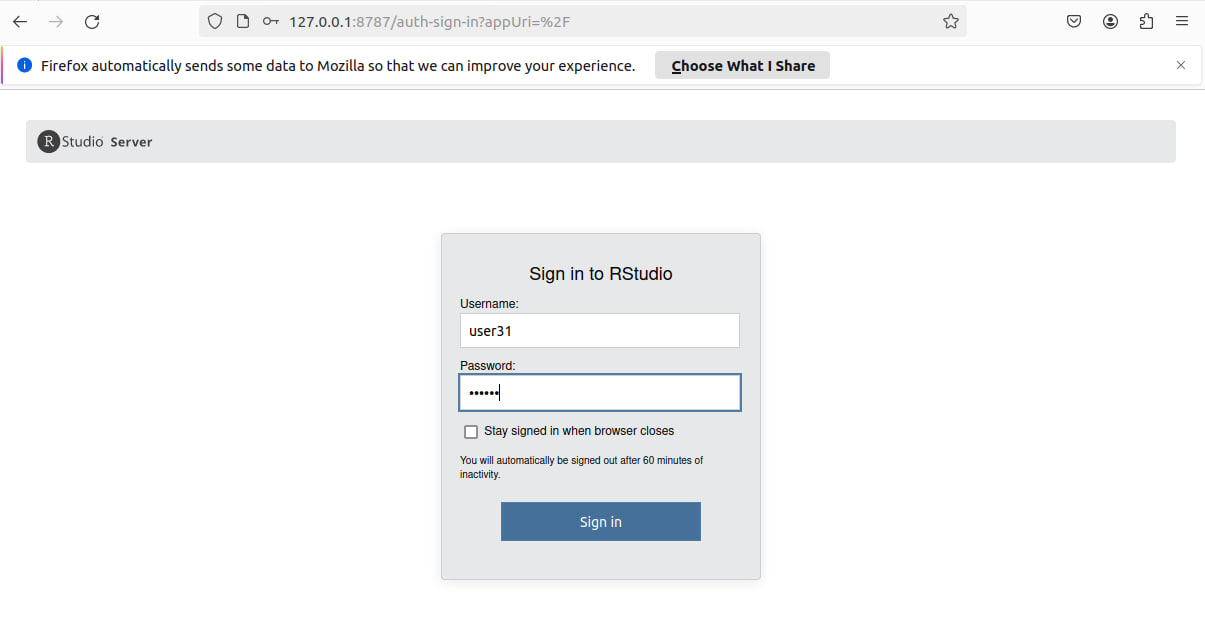 127.0.0.1:8787/auth-sign-in?appUri=%2F
Firefox automatically sends some data to Mozilla so that we can improve your experience. Choose What I Share
R Studio Server
Sign in to RStudio
Username:
user31
Password:
••••••
Stay signed in when browser closes
You will automatically be signed out after 60 minutes of
inactivity.
Sign in